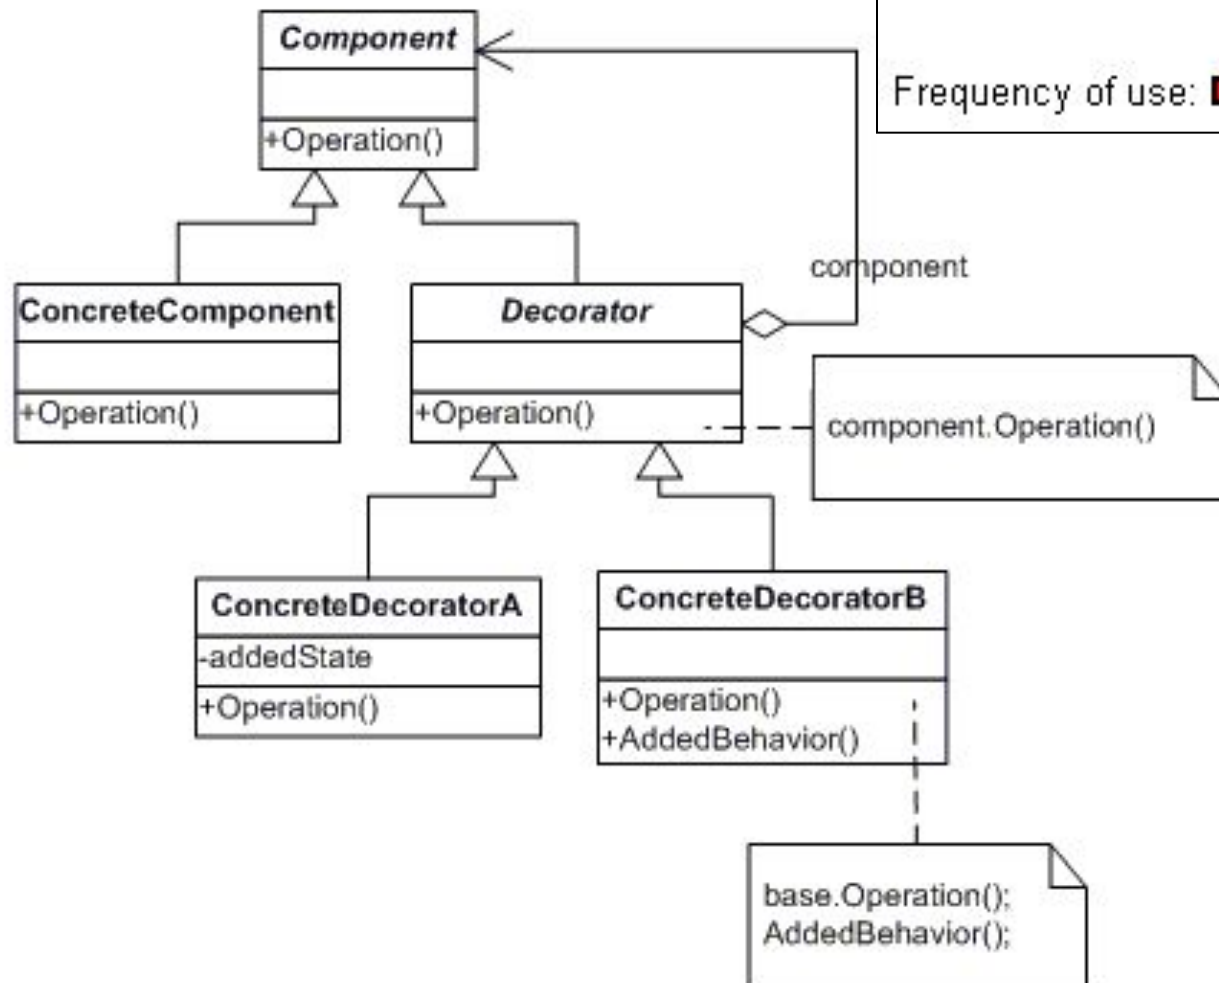 Component
+Operation()
Frequency of use:
component
ConcreteComponent
+Operation()
Decorator
+Operation()
component.Operation()
ConcreteDecoratorA
-addedState
+Operation()
ConcreteDecoratorB
+Operation()
+AddedBehavior()
base.Operation();
AddedBehavior();